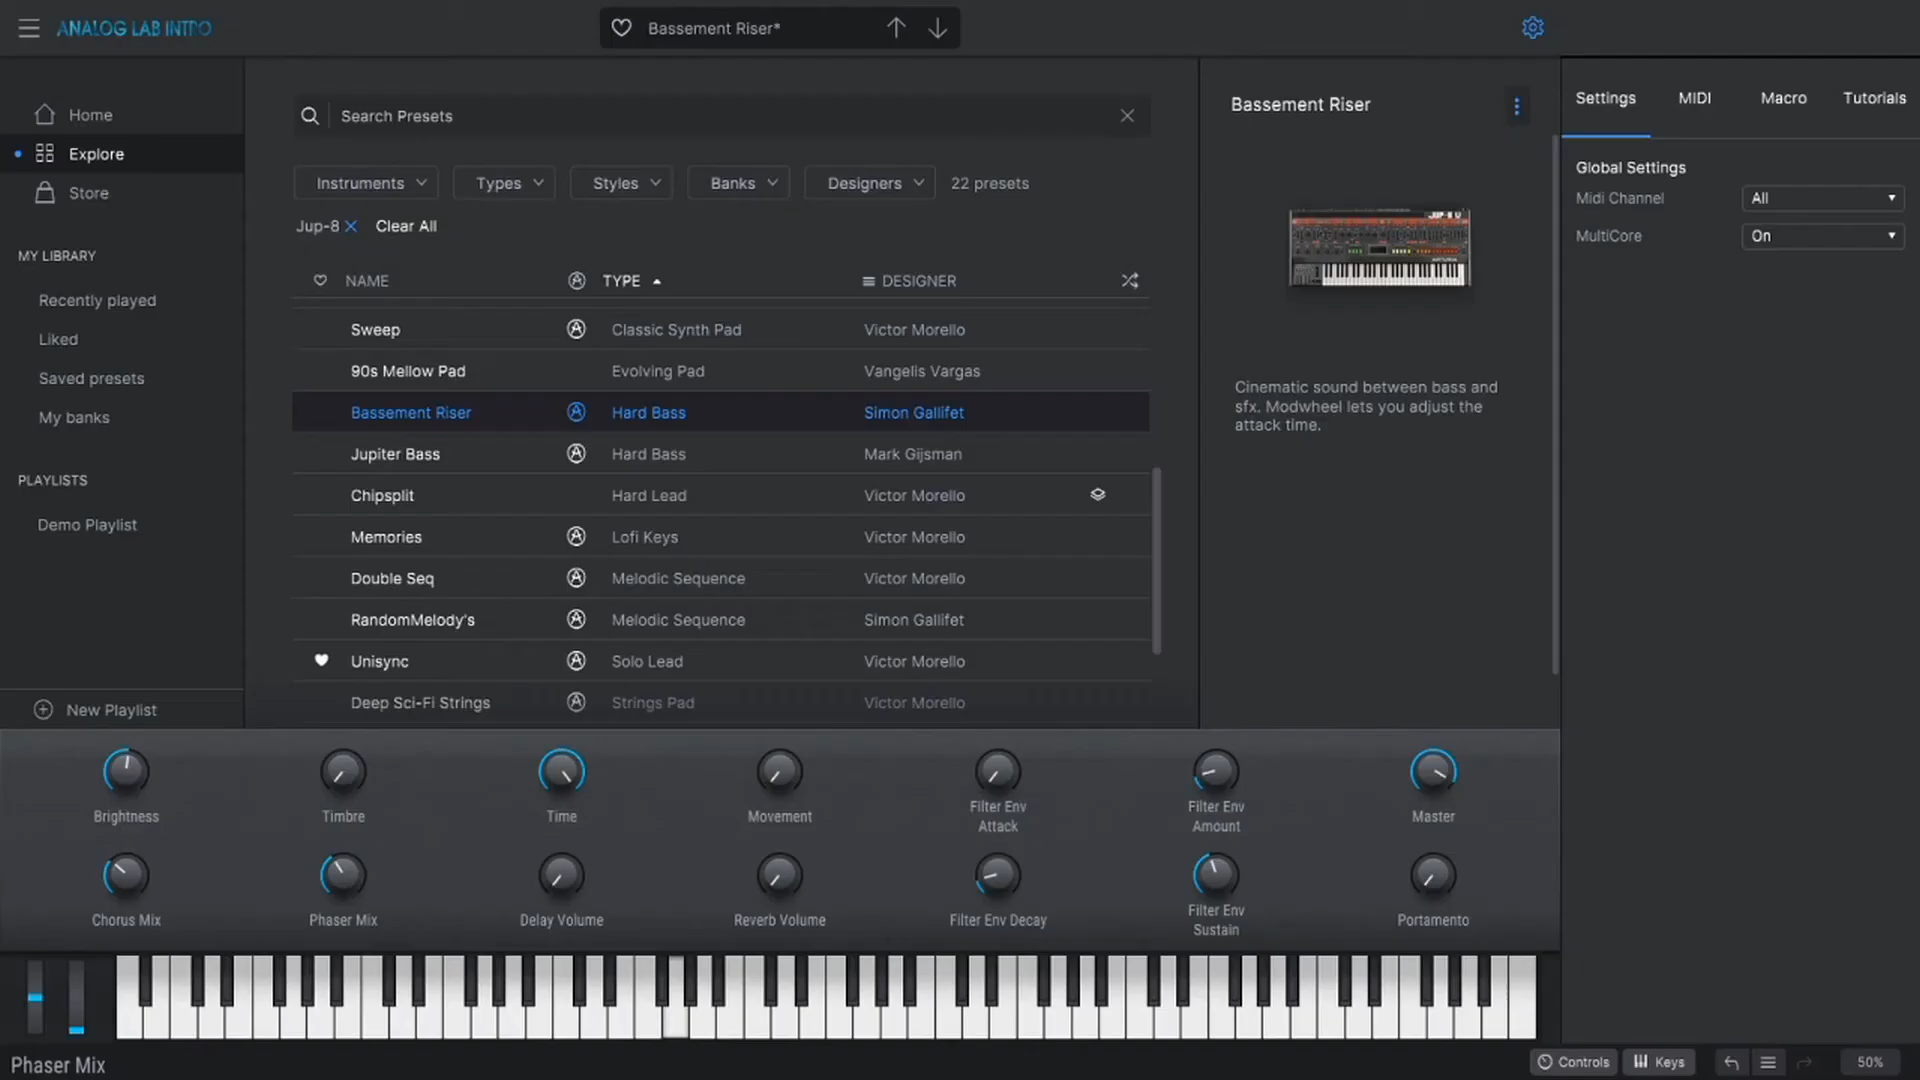 ANALOG LAB INTRO
Bassement Riser*
Home
Explore
Store
MY LIBRARY
Recently played
Liked
Saved presets
My banks
PLAYLISTS
Demo Playlist
New Playlist
Search Presets
Instruments Types Styles Banks Designers 22 presets
Jup-8 Clear All
NAME TYPE DESIGNER
Sweep Classic Synth Pad Victor Morello
90s Mellow Pad Evolving Pad Vangelis Vargas
Bassement Riser Hard Bass Simon Gallifet
Jupiter Bass Hard Bass Mark Gijsman
Chipsplit Hard Lead Victor Morello
Memories Lofi Keys Victor Morello
Double Seq Melodic Sequence Victor Morello
RandomMelody's Melodic Sequence Simon Gallifet
Unisync Solo Lead Victor Morello
Deep Sci-Fi Strings Strings Pad Victor Morello
Bassement Riser
JUP-8 V
ARTURIA
Cinematic sound between bass and
sfx. Modwheel lets you adjust the
attack time.
Settings MIDI Macro Tutorials
Global Settings
Midi Channel All
MultiCore On
Brightness Timbre Time Movement Filter Env Attack Filter Env Amount Master
Chorus Mix Phaser Mix Delay Volume Reverb Volume Filter Env Decay Filter Env Sustain Portamento
Phaser Mix
Controls Keys 50%